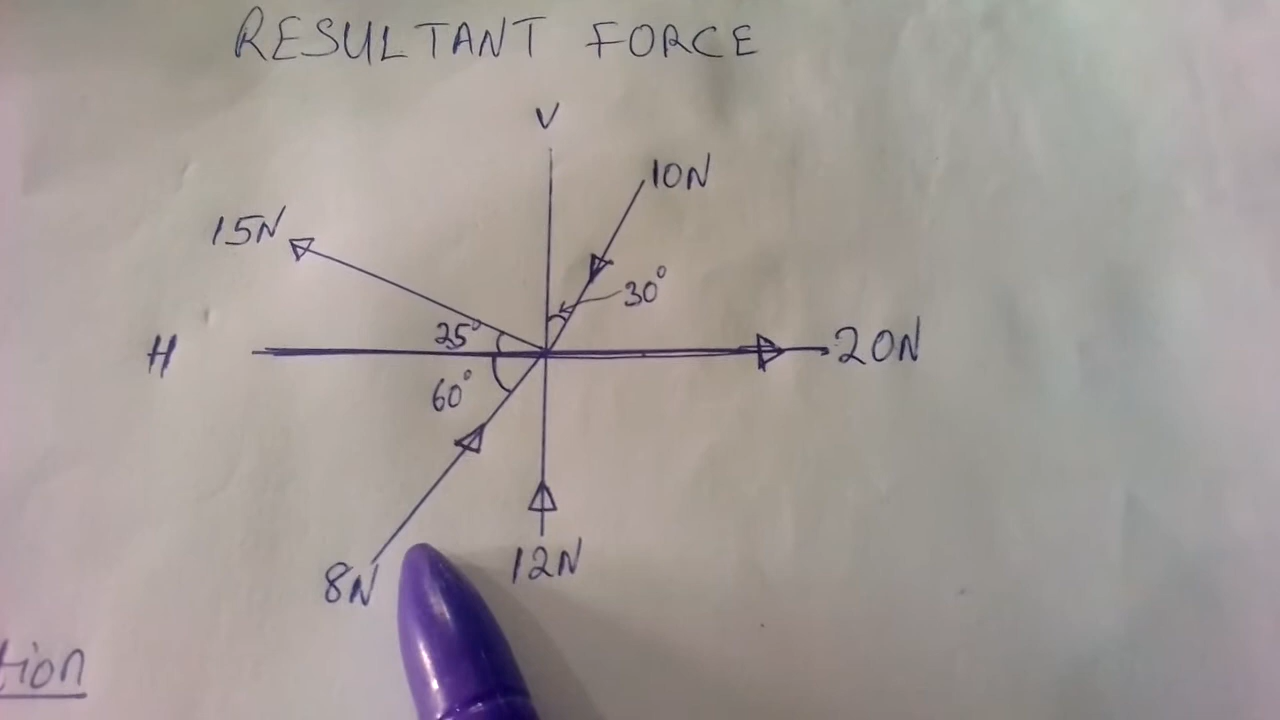 RESULTANT FORCE
V
10N
15N
30°
25°
H
20N
60°
12N
8N
tion